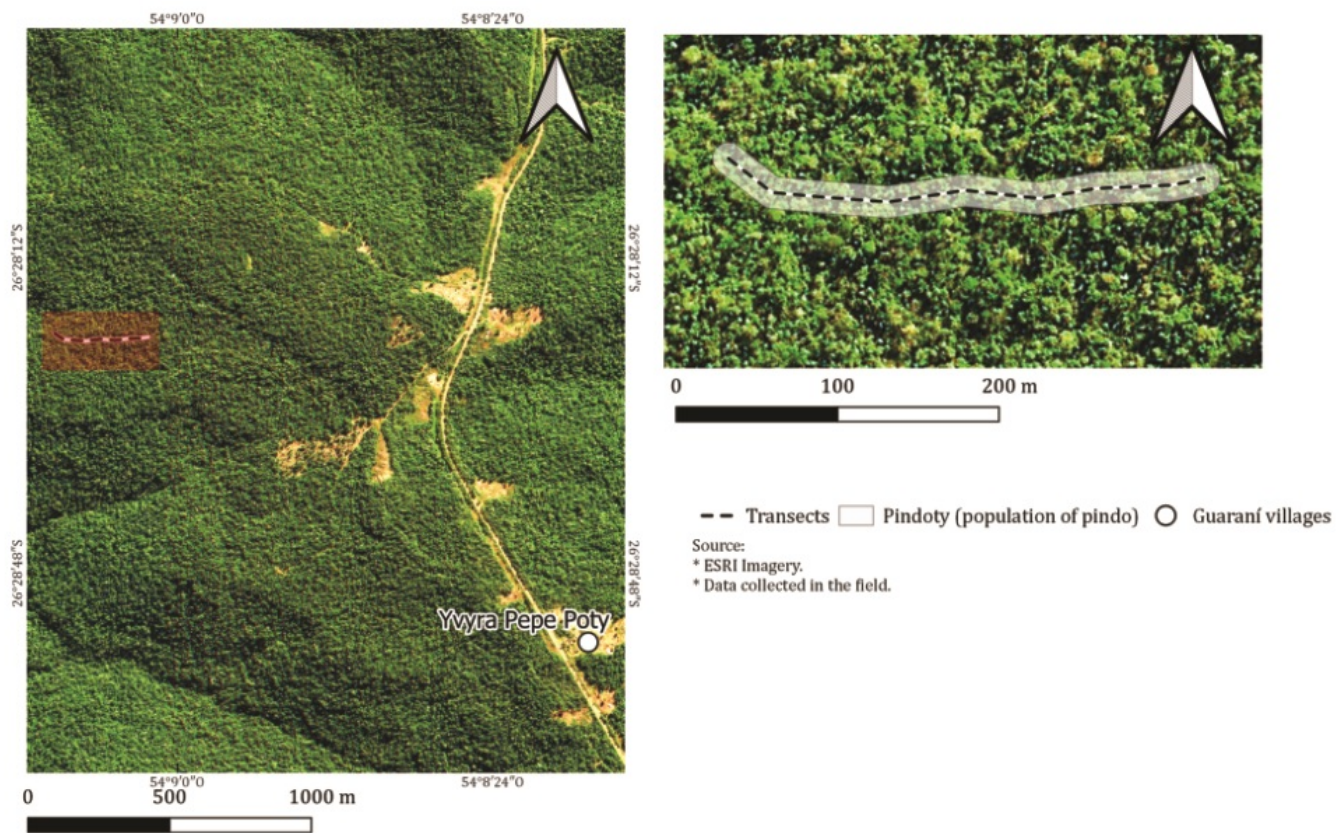 54°9'0"O 54°8'24"O
26°28'12"S
26°28'12"S
26°28'48"S
26°28'48"S
Yvyra Pepe Poty
54°9'0"O 54°8'24"O
0 500 1000 m
0 100 200 m
Transects Pindoty (population of pindo) Guaraní villages
Source:
* ESRI Imagery.
* Data collected in the field.